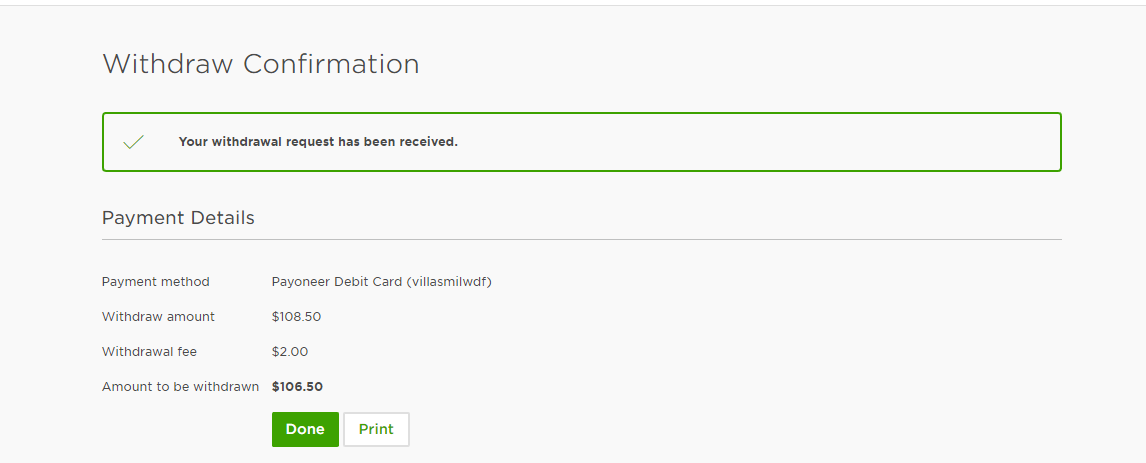 Withdraw Confirmation
Your withdrawal request has been received.
Payment Details
Payment method Payoneer Debit Card (villasmilwdf)
Withdraw amount $108.50
Withdrawal fee $2.00
Amount to be withdrawn $106.50
Done Print